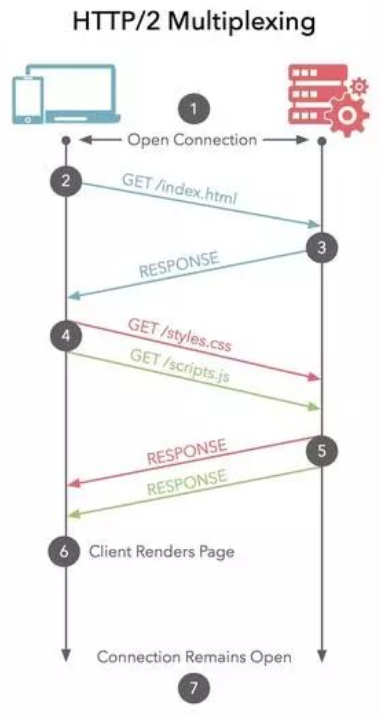 HTTP/2 Multiplexing
1
Open Connection
2
GET /index.html
3
RESPONSE
4
GET /styles.css
GET /scripts.js
5
RESPONSE
RESPONSE
6 Client Renders Page
Connection Remains Open
7